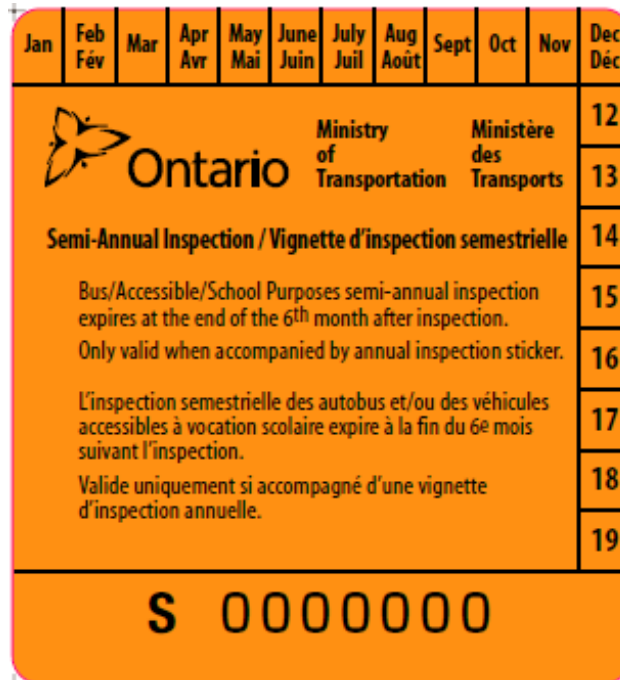 Jan Feb Mar Apr May June July Aug Sept Oct Nov Dec
Fév Avr Mai Juin Juil Août Déc
12
13
14
15
16
17
18
19
Ontario
Ministry
of
Transportation
Ministère
des
Transports
Semi-Annual Inspection / Vignette d'inspection semestrielle
Bus/Accessible/School Purposes semi-annual inspection
expires at the end of the 6th month after inspection.
Only valid when accompanied by annual inspection sticker.
L'inspection semestrielle des autobus et/ou des véhicules
accessibles à vocation scolaire expire à la fin du 6e mois
suivant l'inspection.
Valide uniquement si accompagné d'une vignette
d'inspection annuelle.
S 0000000